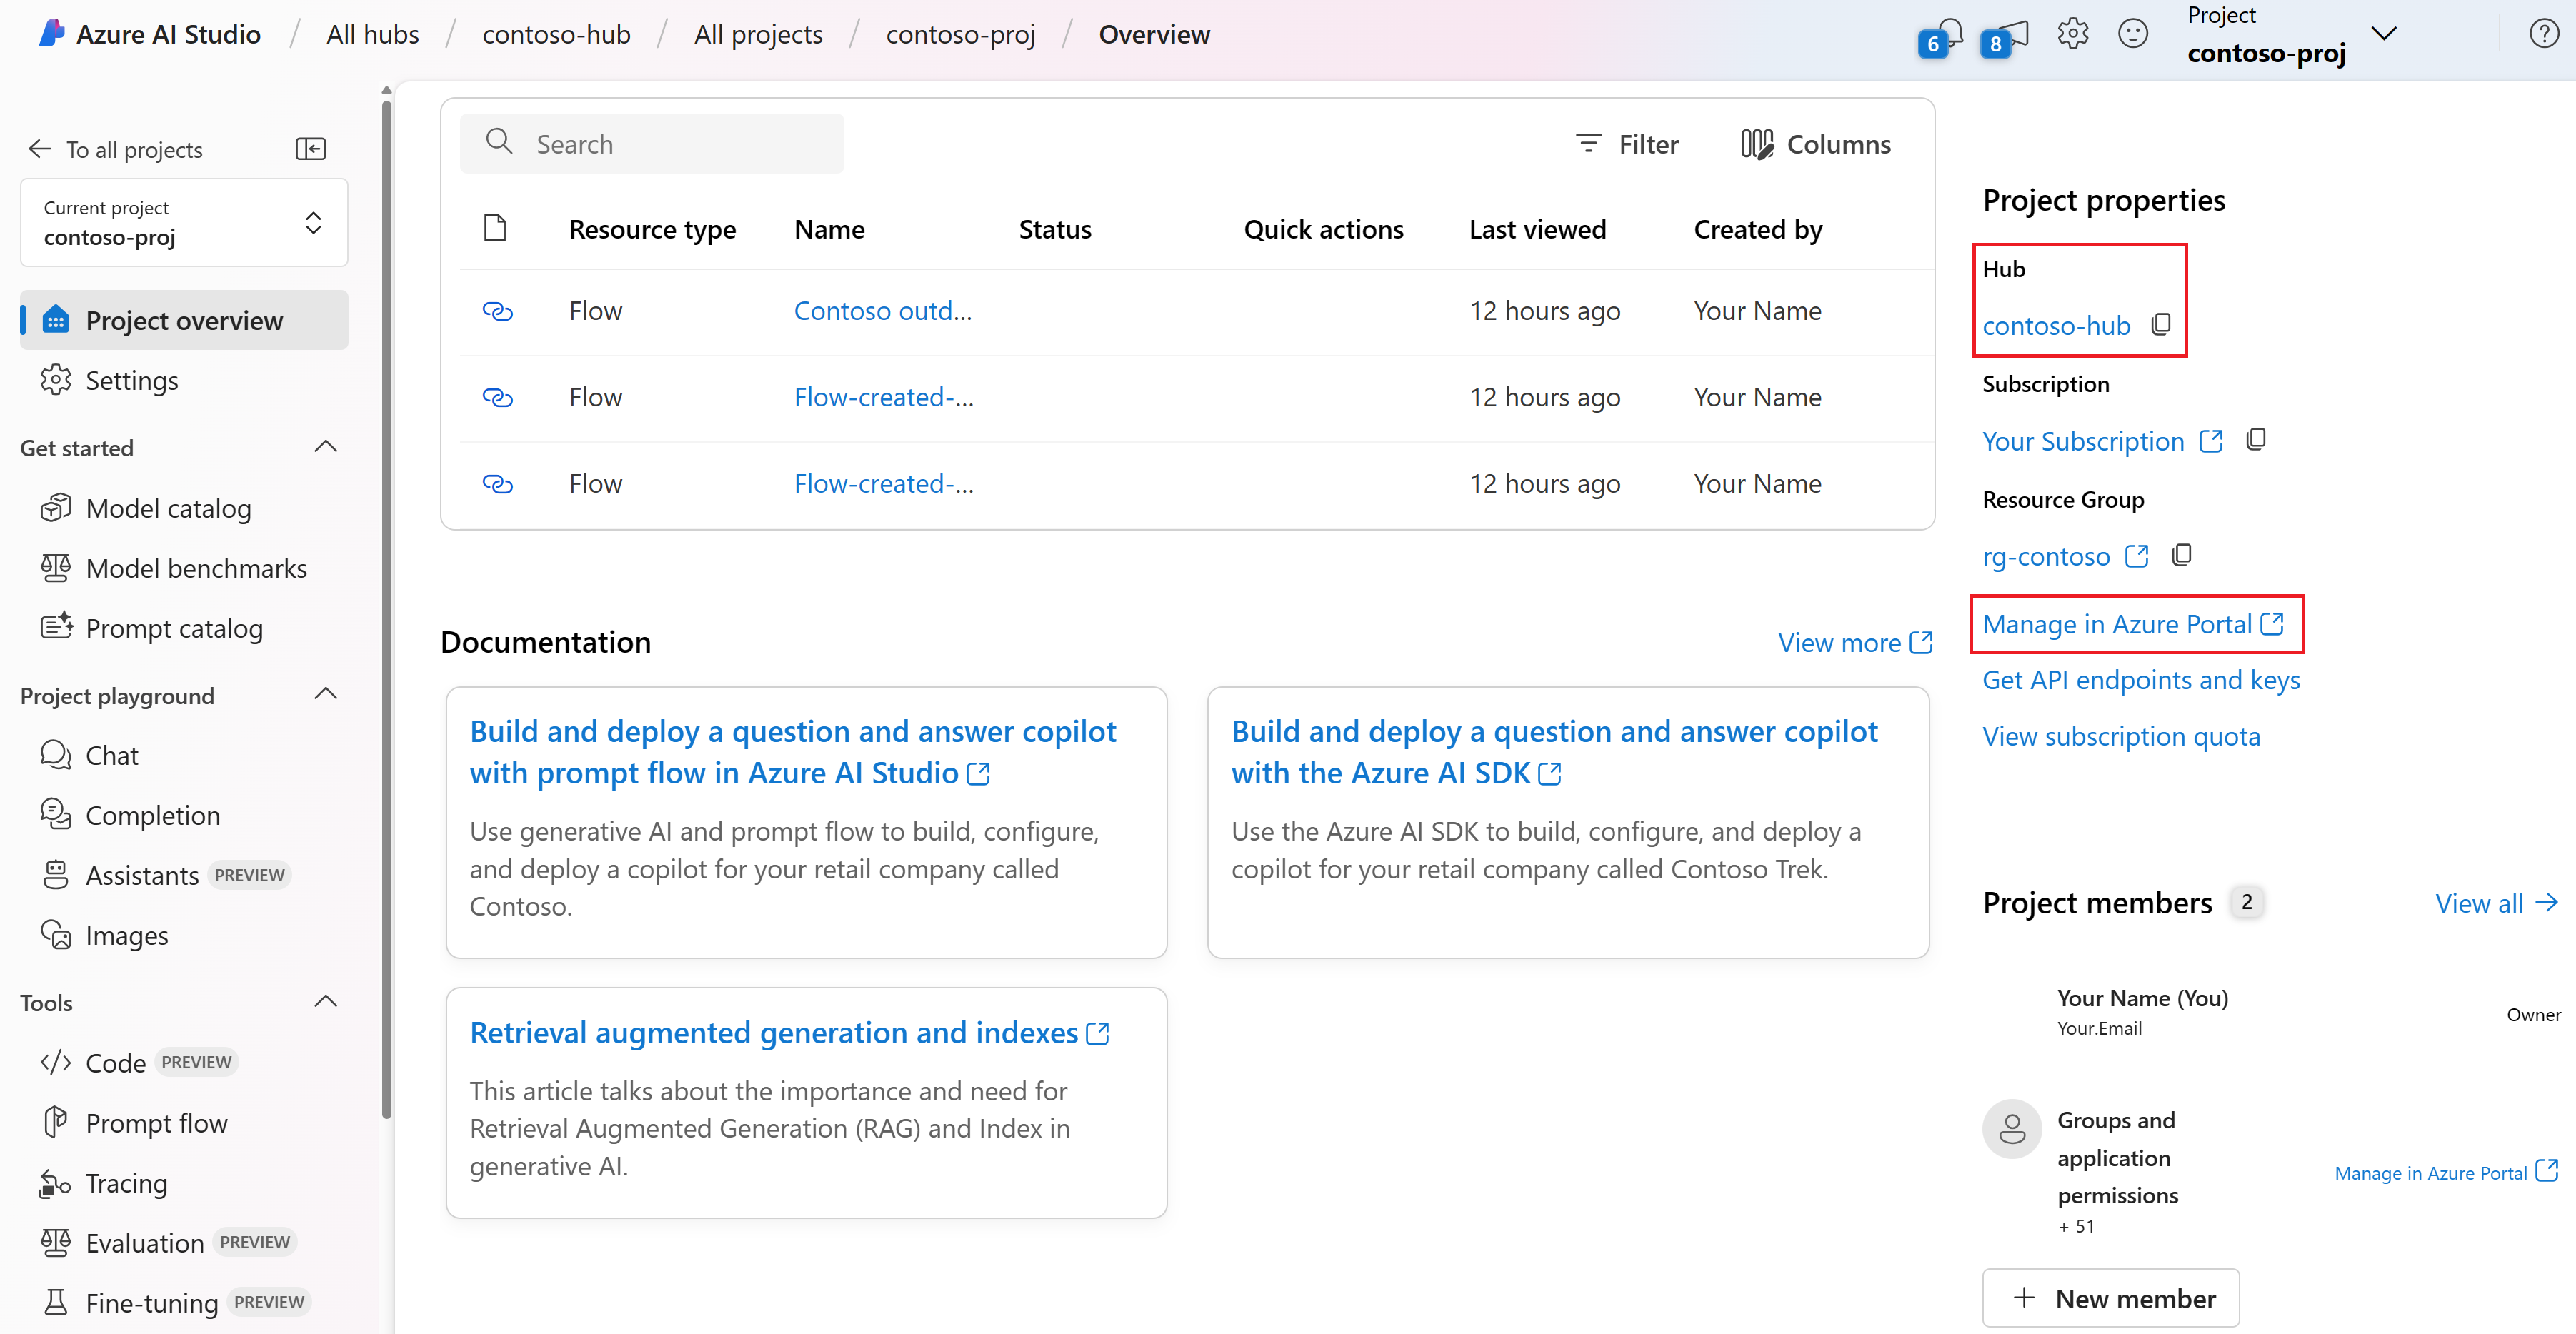 Azure AI Studio / All hubs / contoso-hub / All projects / contoso-proj / Overview
6
8
Project
contoso-proj
To all projects
Current project
contoso-proj
Project overview
Settings
Get started
Model catalog
Model benchmarks
Prompt catalog
Project playground
Chat
Completion
Assistants PREVIEW
Images
Tools
Code PREVIEW
Prompt flow
Tracing
Evaluation PREVIEW
Fine-tuning PREVIEW
Search
Filter
Columns
Resource type Name Status Quick actions Last viewed Created by
Flow Contoso outd... 12 hours ago Your Name
Flow Flow-created-... 12 hours ago Your Name
Flow Flow-created-... 12 hours ago Your Name
Documentation
View more
Build and deploy a question and answer copilot
with prompt flow in Azure AI Studio
Use generative AI and prompt flow to build, configure,
and deploy a copilot for your retail company called
Contoso.
Build and deploy a question and answer copilot
with the Azure AI SDK
Use the Azure AI SDK to build, configure, and deploy a
copilot for your retail company called Contoso Trek.
Retrieval augmented generation and indexes
This article talks about the importance and need for
Retrieval Augmented Generation (RAG) and Index in
generative AI.
Project properties
Hub
contoso-hub
Subscription
Your Subscription
Resource Group
rg-contoso
Manage in Azure Portal
Get API endpoints and keys
View subscription quota
Project members 2
View all
Your Name (You)
Your.Email
Owner
Groups and
application
permissions
+ 51
Manage in Azure Portal
New member